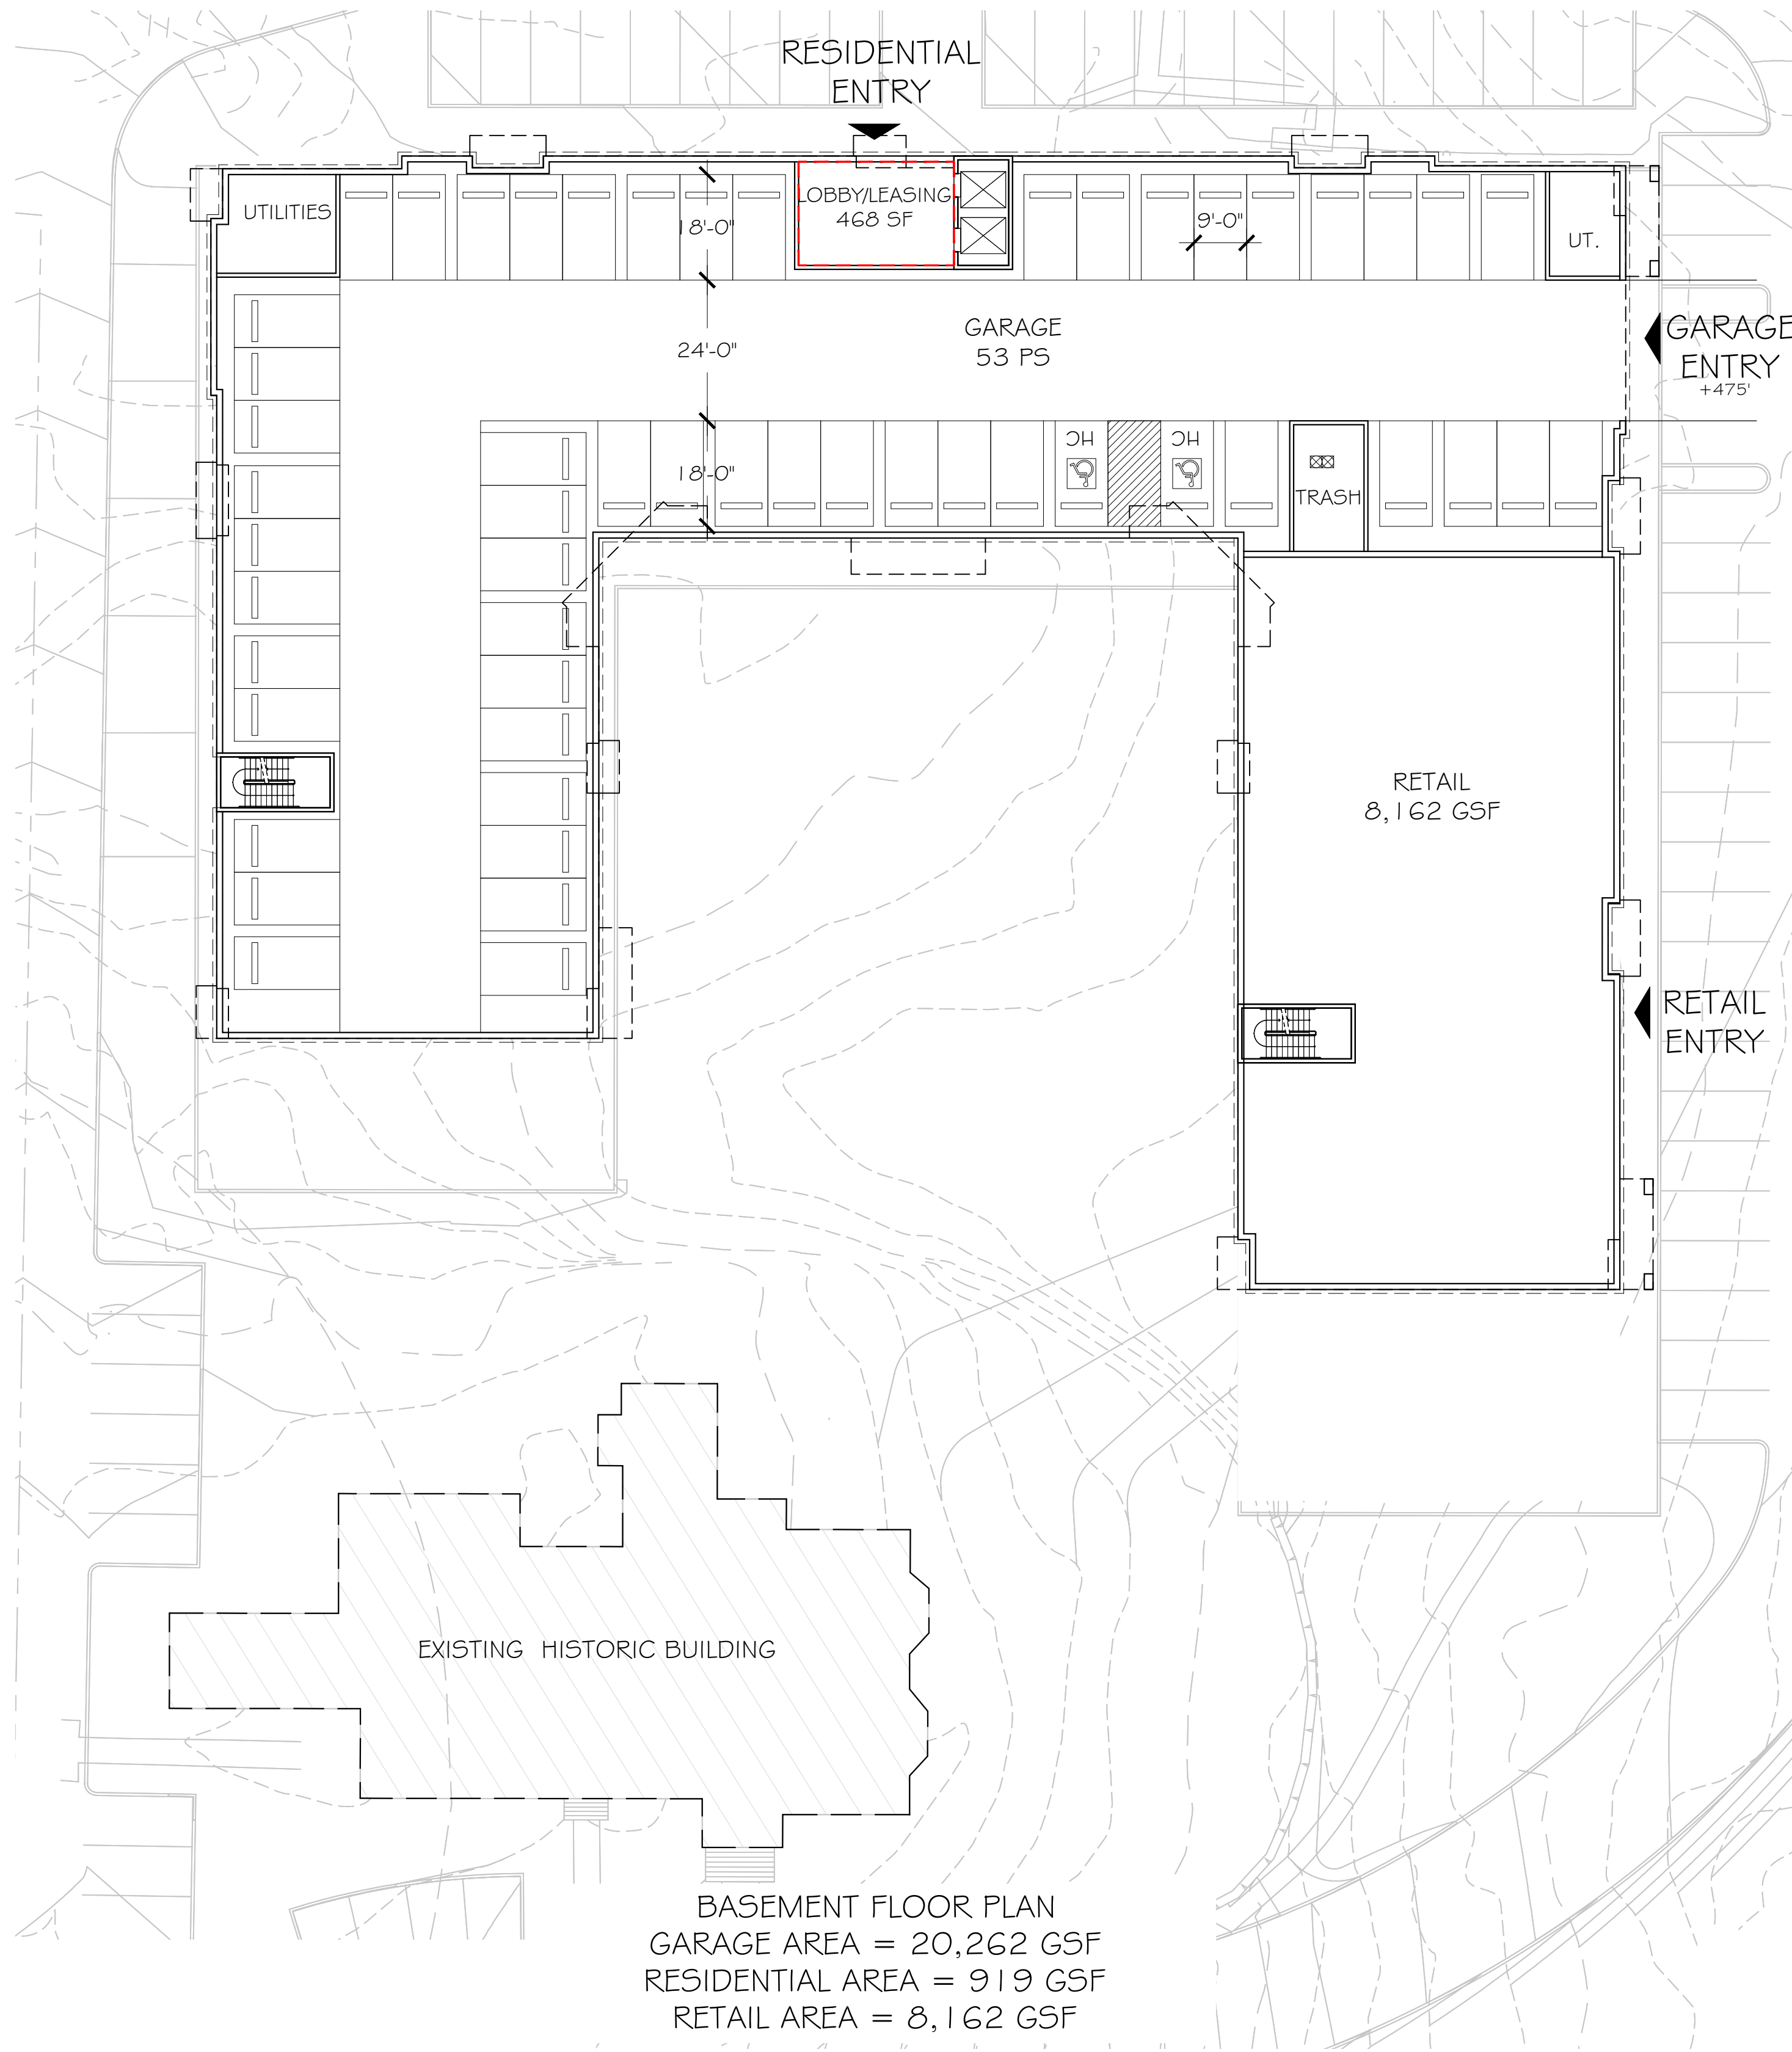 RESIDENTIAL
ENTRY
UTILITIES
LOBBY/LEASING
468 SF
18'-0"
9'-0"
UT.
GARAGE
53 PS
24'-0"
GARAGE
ENTRY
+475'
HC
HC
18'-0"
TRASH
RETAIL
8,162 GSF
RETAIL
ENTRY
EXISTING HISTORIC BUILDING
BASEMENT FLOOR PLAN
GARAGE AREA = 20,262 GSF
RESIDENTIAL AREA = 919 GSF
RETAIL AREA = 8,162 GSF